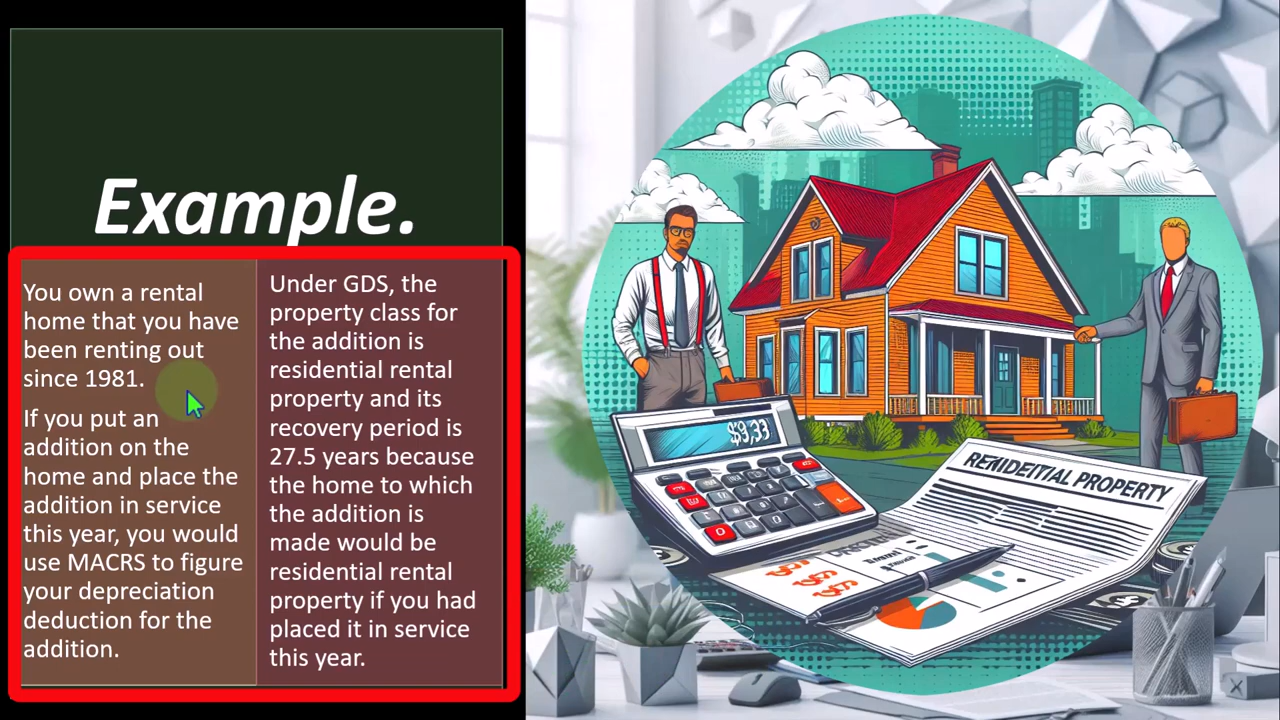 Example.
You own a rental
home that you have
been renting out
since 1981.
If you put an
addition on the
home and place the
addition in service
this year, you would
use MACRS to figure
your depreciation
deduction for the
addition.
Under GDS, the
property class for
the addition is
residential rental
property and its
recovery period is
27.5 years because
the home to which
the addition is
made would be
residential rental
property if you had
placed it in service
this year.
$9,33
PROPERTY